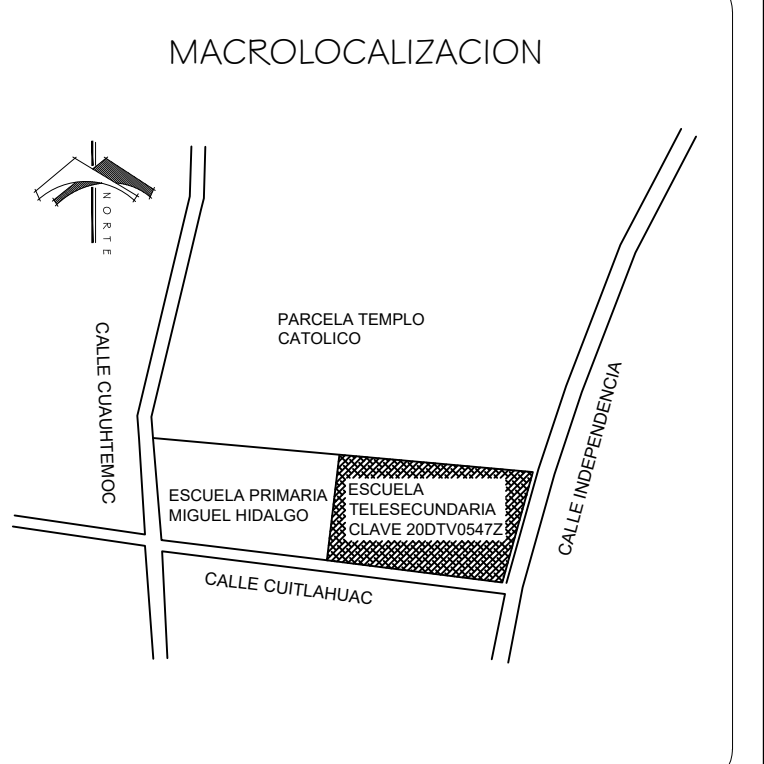 MACROLOCALIZACION
NORTE
PARCELA TEMPLO
CATOLICO
CALLE CUAUHTEMOC
CALLE INDEPENDENCIA
ESCUELA PRIMARIA
MIGUEL HIDALGO
ESCUELA
TELESECUNDARIA
CLAVE 20DTV0547Z
CALLE CUITLAHUAC